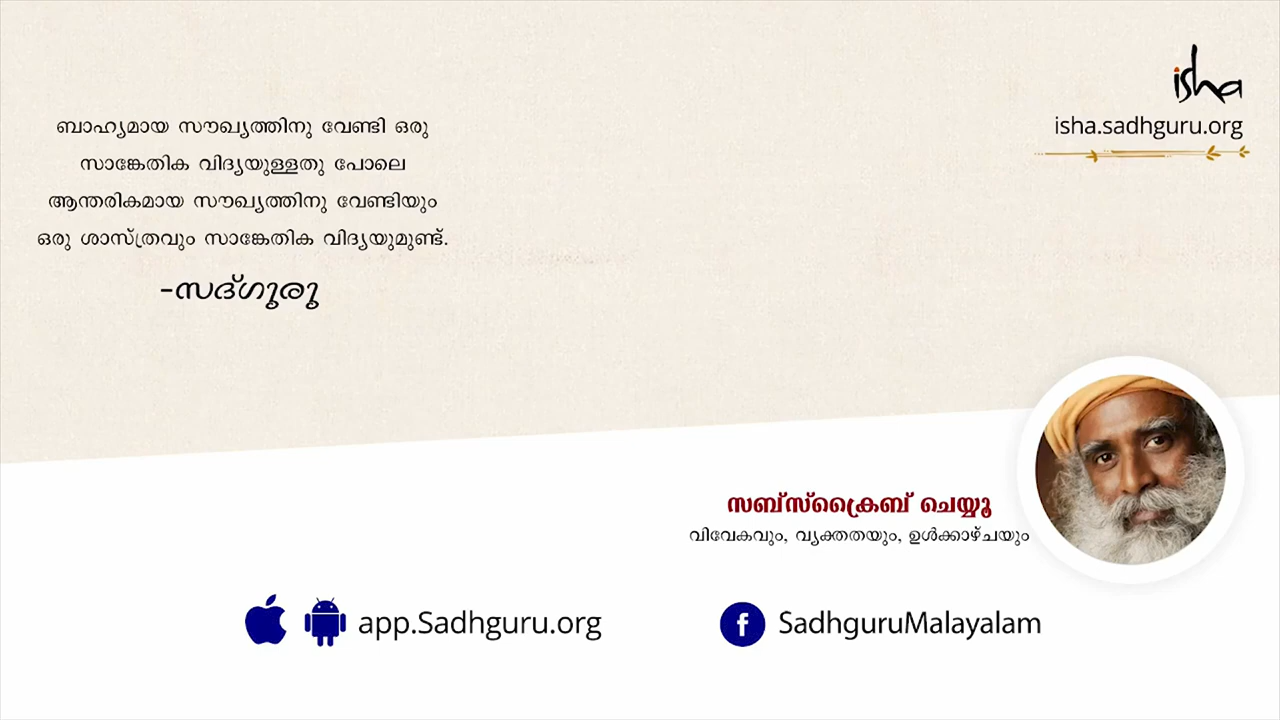 ബാഹ്യമായ സൗഖ്യത്തിനു വേണ്ടി ഒരു
സാങ്കേതിക വിദ്യയുള്ളതു പോലെ
ആന്തരികമായ സൗഖ്യത്തിനു വേണ്ടിയും
ഒരു ശാസ്ത്രവും സാങ്കേതിക വിദ്യയുമുണ്ട്.
-സദ്ഗുരു
isha
isha.sadhguru.org
സബ്സ്ക്രൈബ് ചെയ്യൂ
വിവേകവും, വ്യക്തതയും, ഉൾക്കാഴ്ചയും
app.Sadhguru.org
SadhguruMalayalam